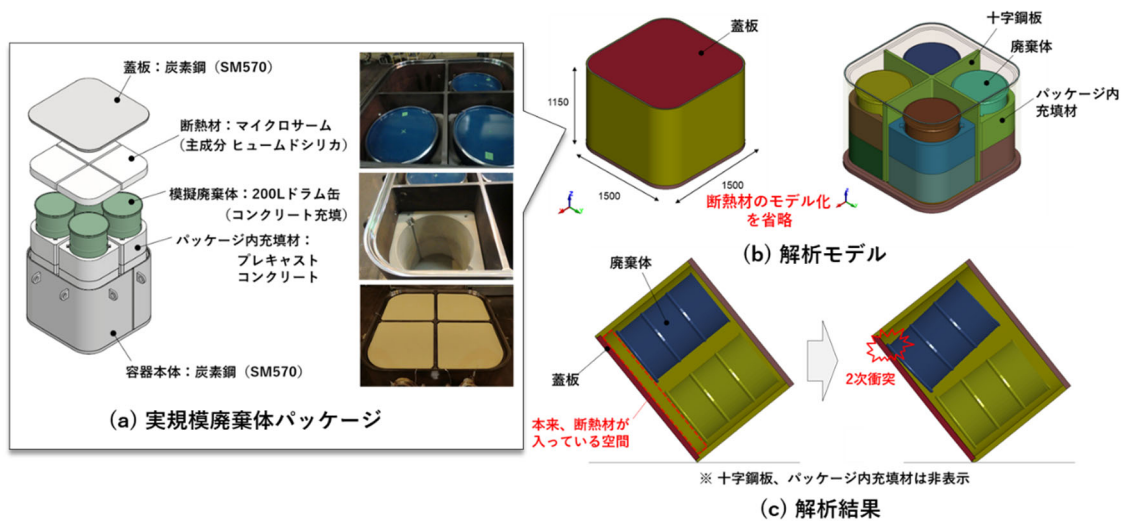 蓋板：炭素鋼（SM570）
断熱材：マイクロサーム
（主成分 ヒュームドシリカ）
模擬廃棄体：200Lドラム缶
（コンクリート充填）
パッケージ内充填材：
プレキャスト
コンクリート
容器本体：炭素鋼（SM570）
(a) 実規模廃棄体パッケージ
蓋板
1150
1500
1500
断熱材のモデル化
を省略
十字鋼板
廃棄体
パッケージ内
充填材
(b) 解析モデル
廃棄体
蓋板
本来、断熱材が
入っている空間
2次衝突
※ 十字鋼板、パッケージ内充填材は非表示
(c) 解析結果